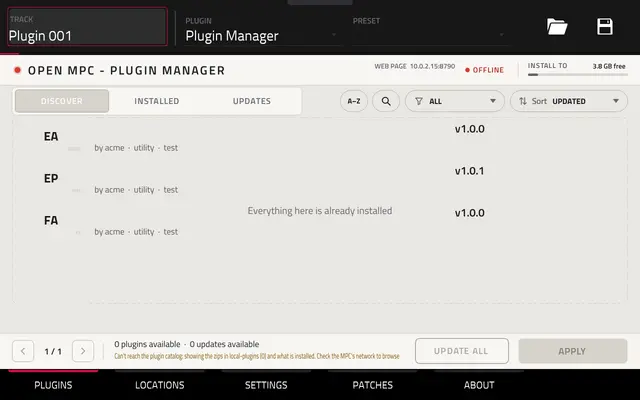 TRACK
Plugin 001
PLUGIN
Plugin Manager
PRESET
OPEN MPC - PLUGIN MANAGER
WEB PAGE 10.0.2.15:8790
OFFLINE
INSTALL TO
3.8 GB free
DISCOVER
INSTALLED
UPDATES
A–Z
ALL
Sort UPDATED
EA
v1.0.0
by acme · utility · test
EP
v1.0.1
by acme · utility · test
Everything here is already installed
FA
v1.0.0
by acme · utility · test
1 / 1
0 plugins available · 0 updates available
Can't reach the plugin catalog: showing the zips in local-plugins (0) and what is installed. Check the MPC's network to browse
UPDATE ALL
APPLY
PLUGINS
LOCATIONS
SETTINGS
PATCHES
ABOUT